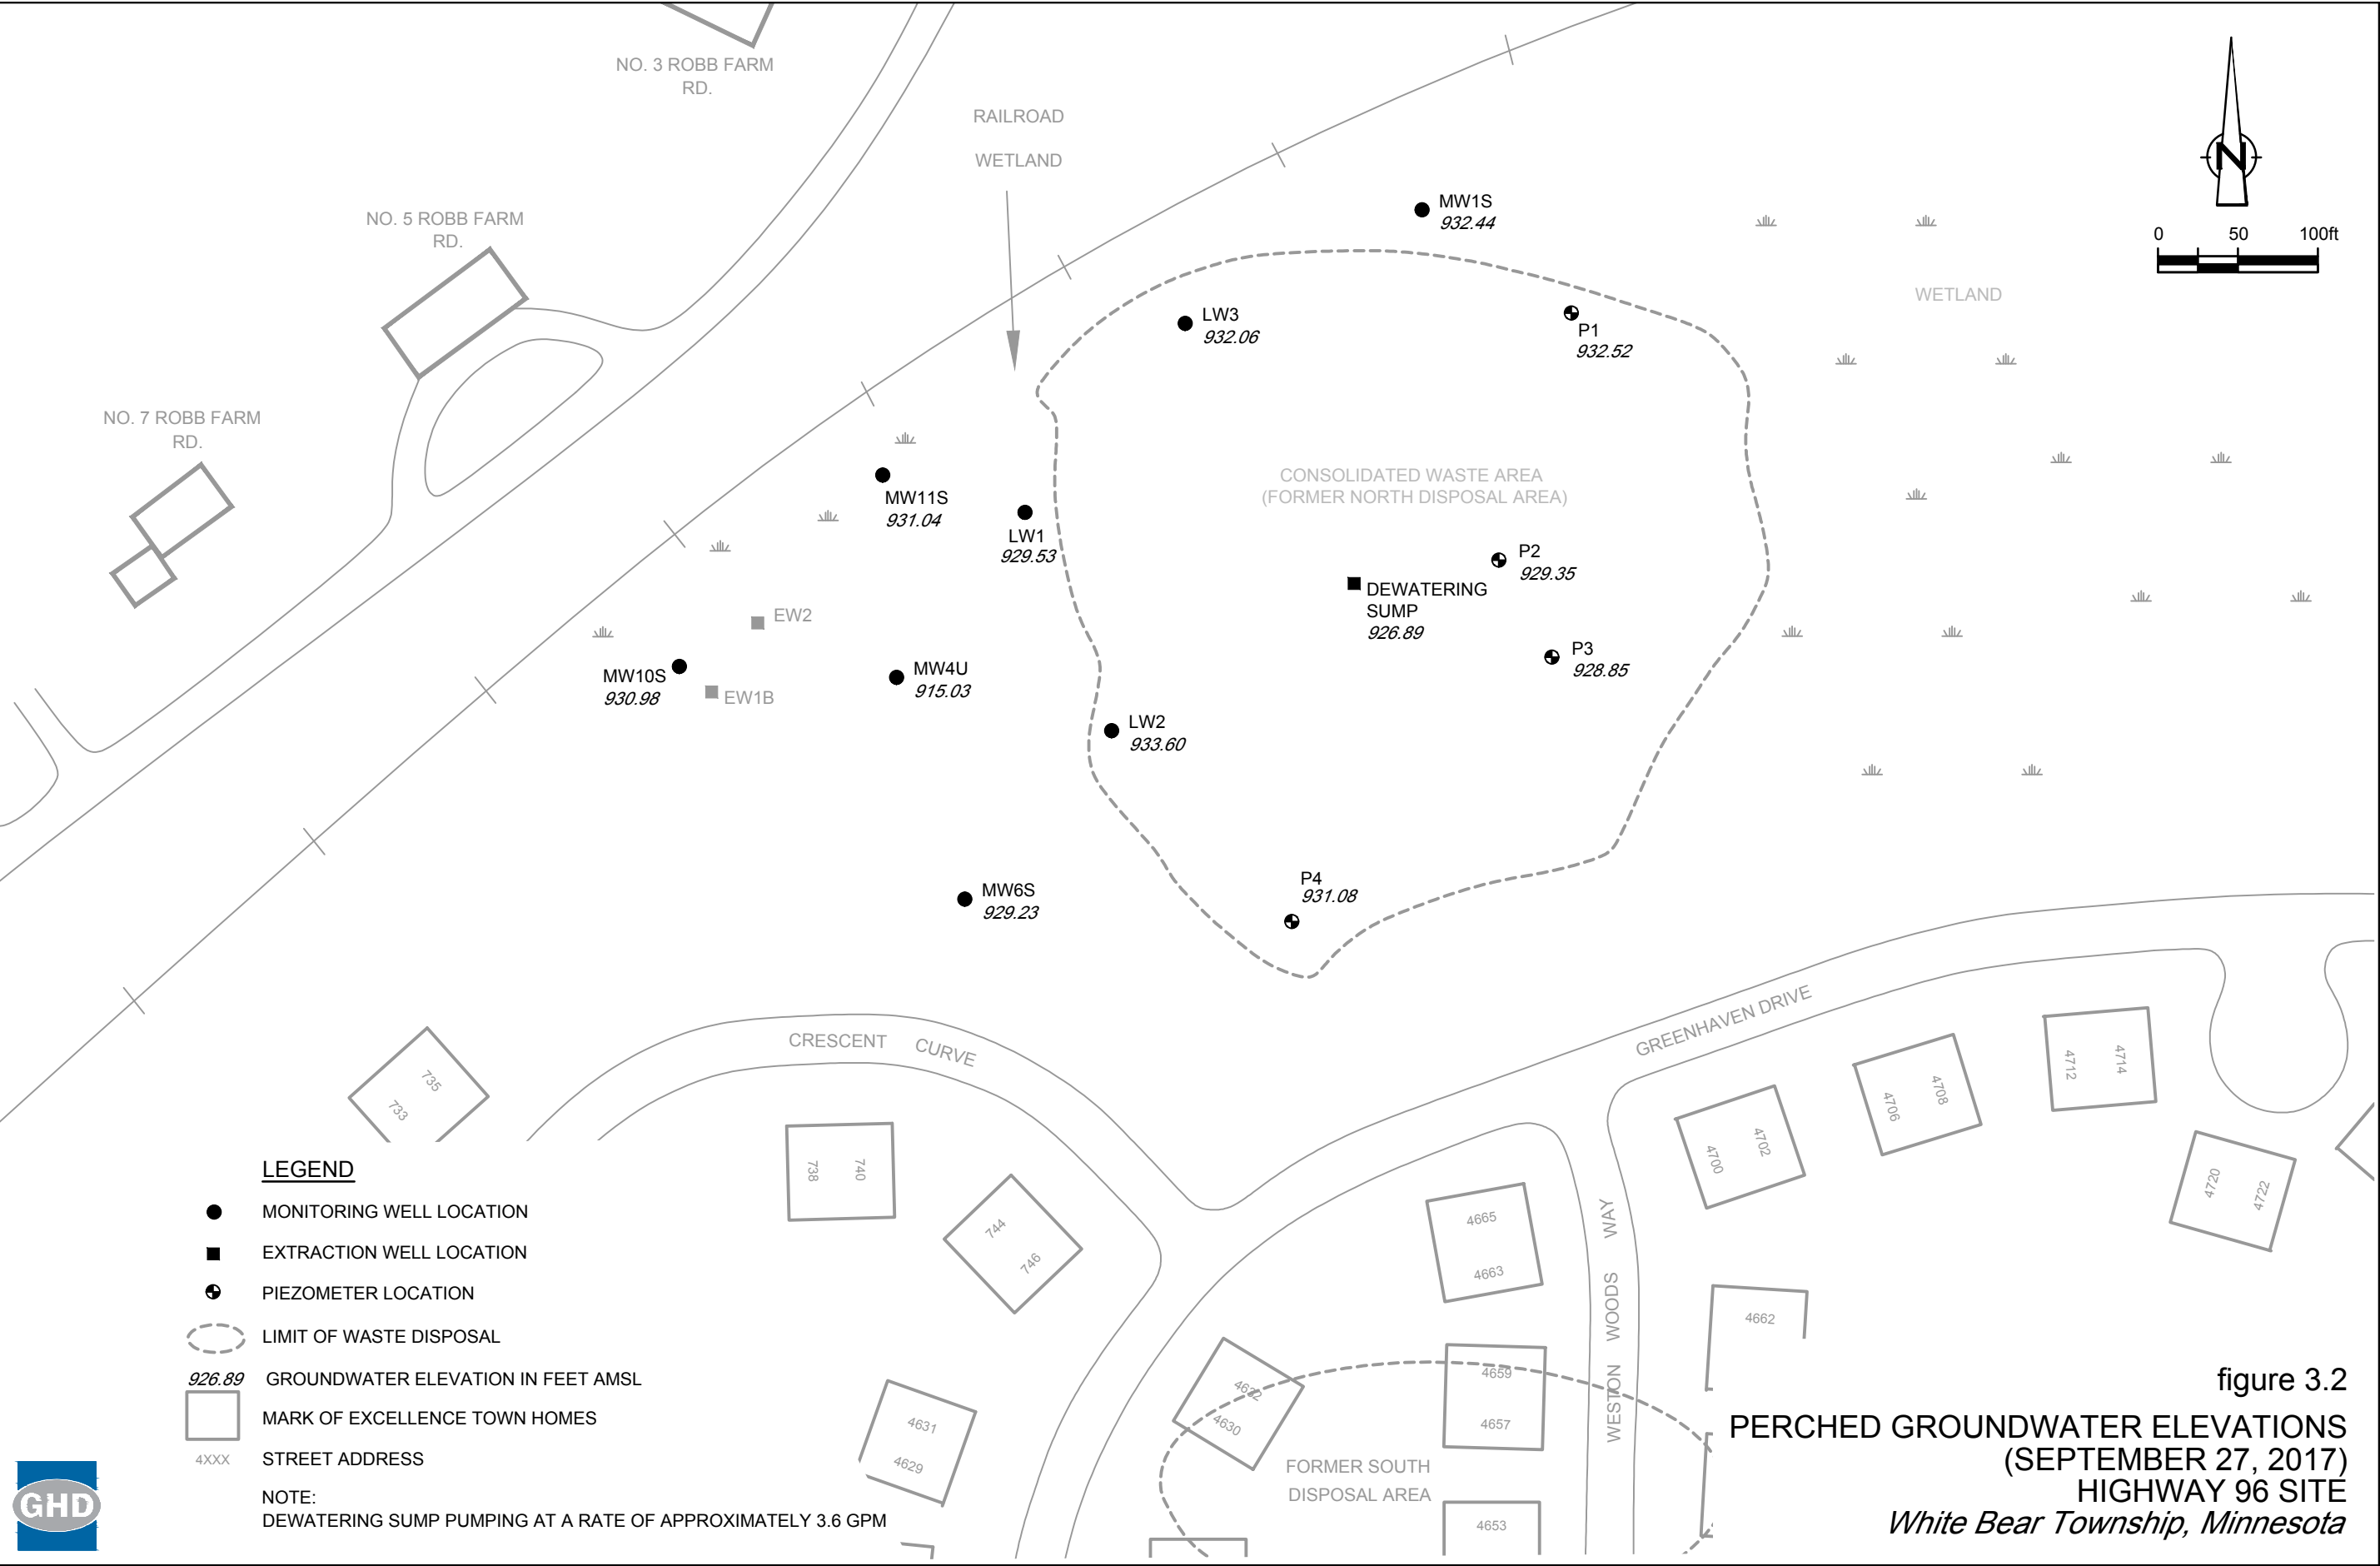 NO. 3 ROBB FARM
RD.
RAILROAD
WETLAND
NO. 5 ROBB FARM
RD.
MW1S
932.44
N
0 50 100ft
WETLAND
LW3
932.06
P1
932.52
NO. 7 ROBB FARM
RD.
MW11S
931.04
LW1
929.53
CONSOLIDATED WASTE AREA
(FORMER NORTH DISPOSAL AREA)
P2
929.35
DEWATERING
SUMP
926.89
EW2
MW10S
930.98
EW1B
MW4U
915.03
P3
928.85
LW2
933.60
P4
931.08
MW6S
929.23
CRESCENT CURVE
GREENHAVEN DRIVE
735
733
738
740
744
746
4712
4714
4706
4708
4700
4702
4720
4722
4665
4663
WESTON WOODS WAY
4662
4659
4657
4632
4630
4631
4629
FORMER SOUTH
DISPOSAL AREA
4653
LEGEND
MONITORING WELL LOCATION
EXTRACTION WELL LOCATION
PIEZOMETER LOCATION
LIMIT OF WASTE DISPOSAL
926.89 GROUNDWATER ELEVATION IN FEET AMSL
MARK OF EXCELLENCE TOWN HOMES
4XXX STREET ADDRESS
NOTE:
DEWATERING SUMP PUMPING AT A RATE OF APPROXIMATELY 3.6 GPM
GHD
figure 3.2
PERCHED GROUNDWATER ELEVATIONS
(SEPTEMBER 27, 2017)
HIGHWAY 96 SITE
White Bear Township, Minnesota